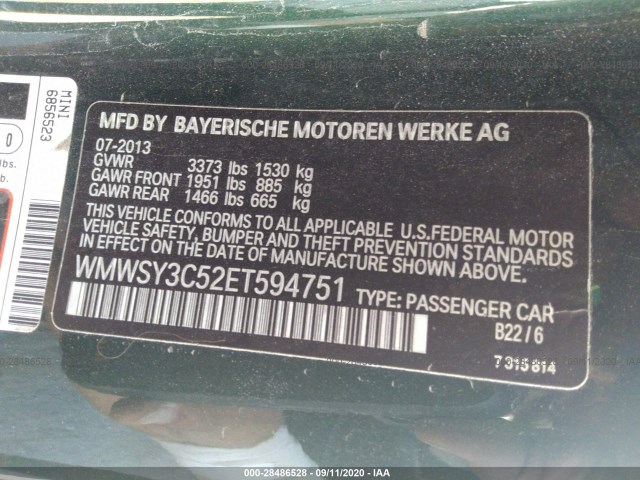 MINI
6856523
0
lbs.
b.
MFD BY BAYERISCHE MOTOREN WERKE AG
07-2013
GVWR 3373 lbs 1530 kg
GAWR FRONT 1951 lbs 885 kg
GAWR REAR 1466 lbs 665 kg
THIS VEHICLE CONFORMS TO ALL APPLICABLE U.S.FEDERAL MOTOR
VEHICLE SAFETY, BUMPER AND THEFT PREVENTION STANDARDS
IN EFFECT ON THE DATE OF MANUFACTURE SHOWN ABOVE.
WMWSY3C52ET594751 TYPE: PASSENGER CAR
B22/6
7315614
000-28486528 - 09/11/2020 - IAA